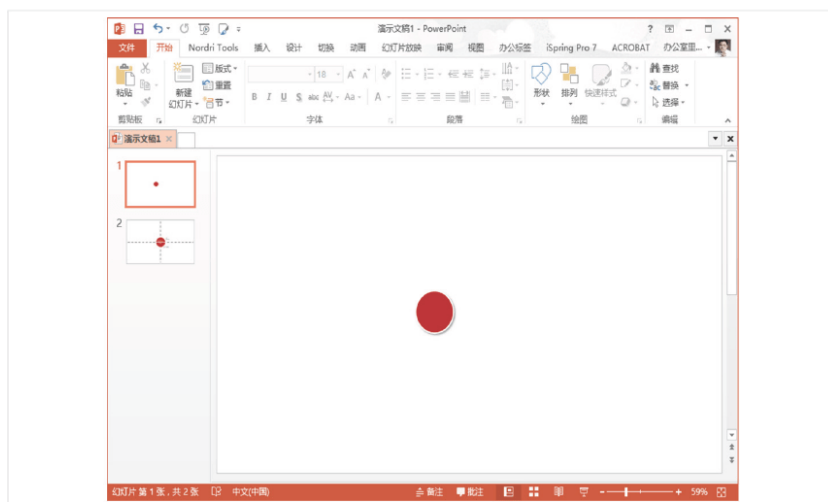 演示文稿1 - PowerPoint
文件 开始 Nordri Tools 插入 设计 切换 动画 幻灯片放映 审阅 视图 办公标签 iSpring Pro 7 ACROBAT 办公室里...
粘贴 新建 幻灯片 版式 重置 节
18
B I U S abc AV Aa A
形状 排列 快速样式
查找
替换
选择
剪贴板 幻灯片 字体 段落 绘图 编辑
演示文稿1
1
2
幻灯片 第 1 张，共 2 张 中文(中国) 备注 批注 59%